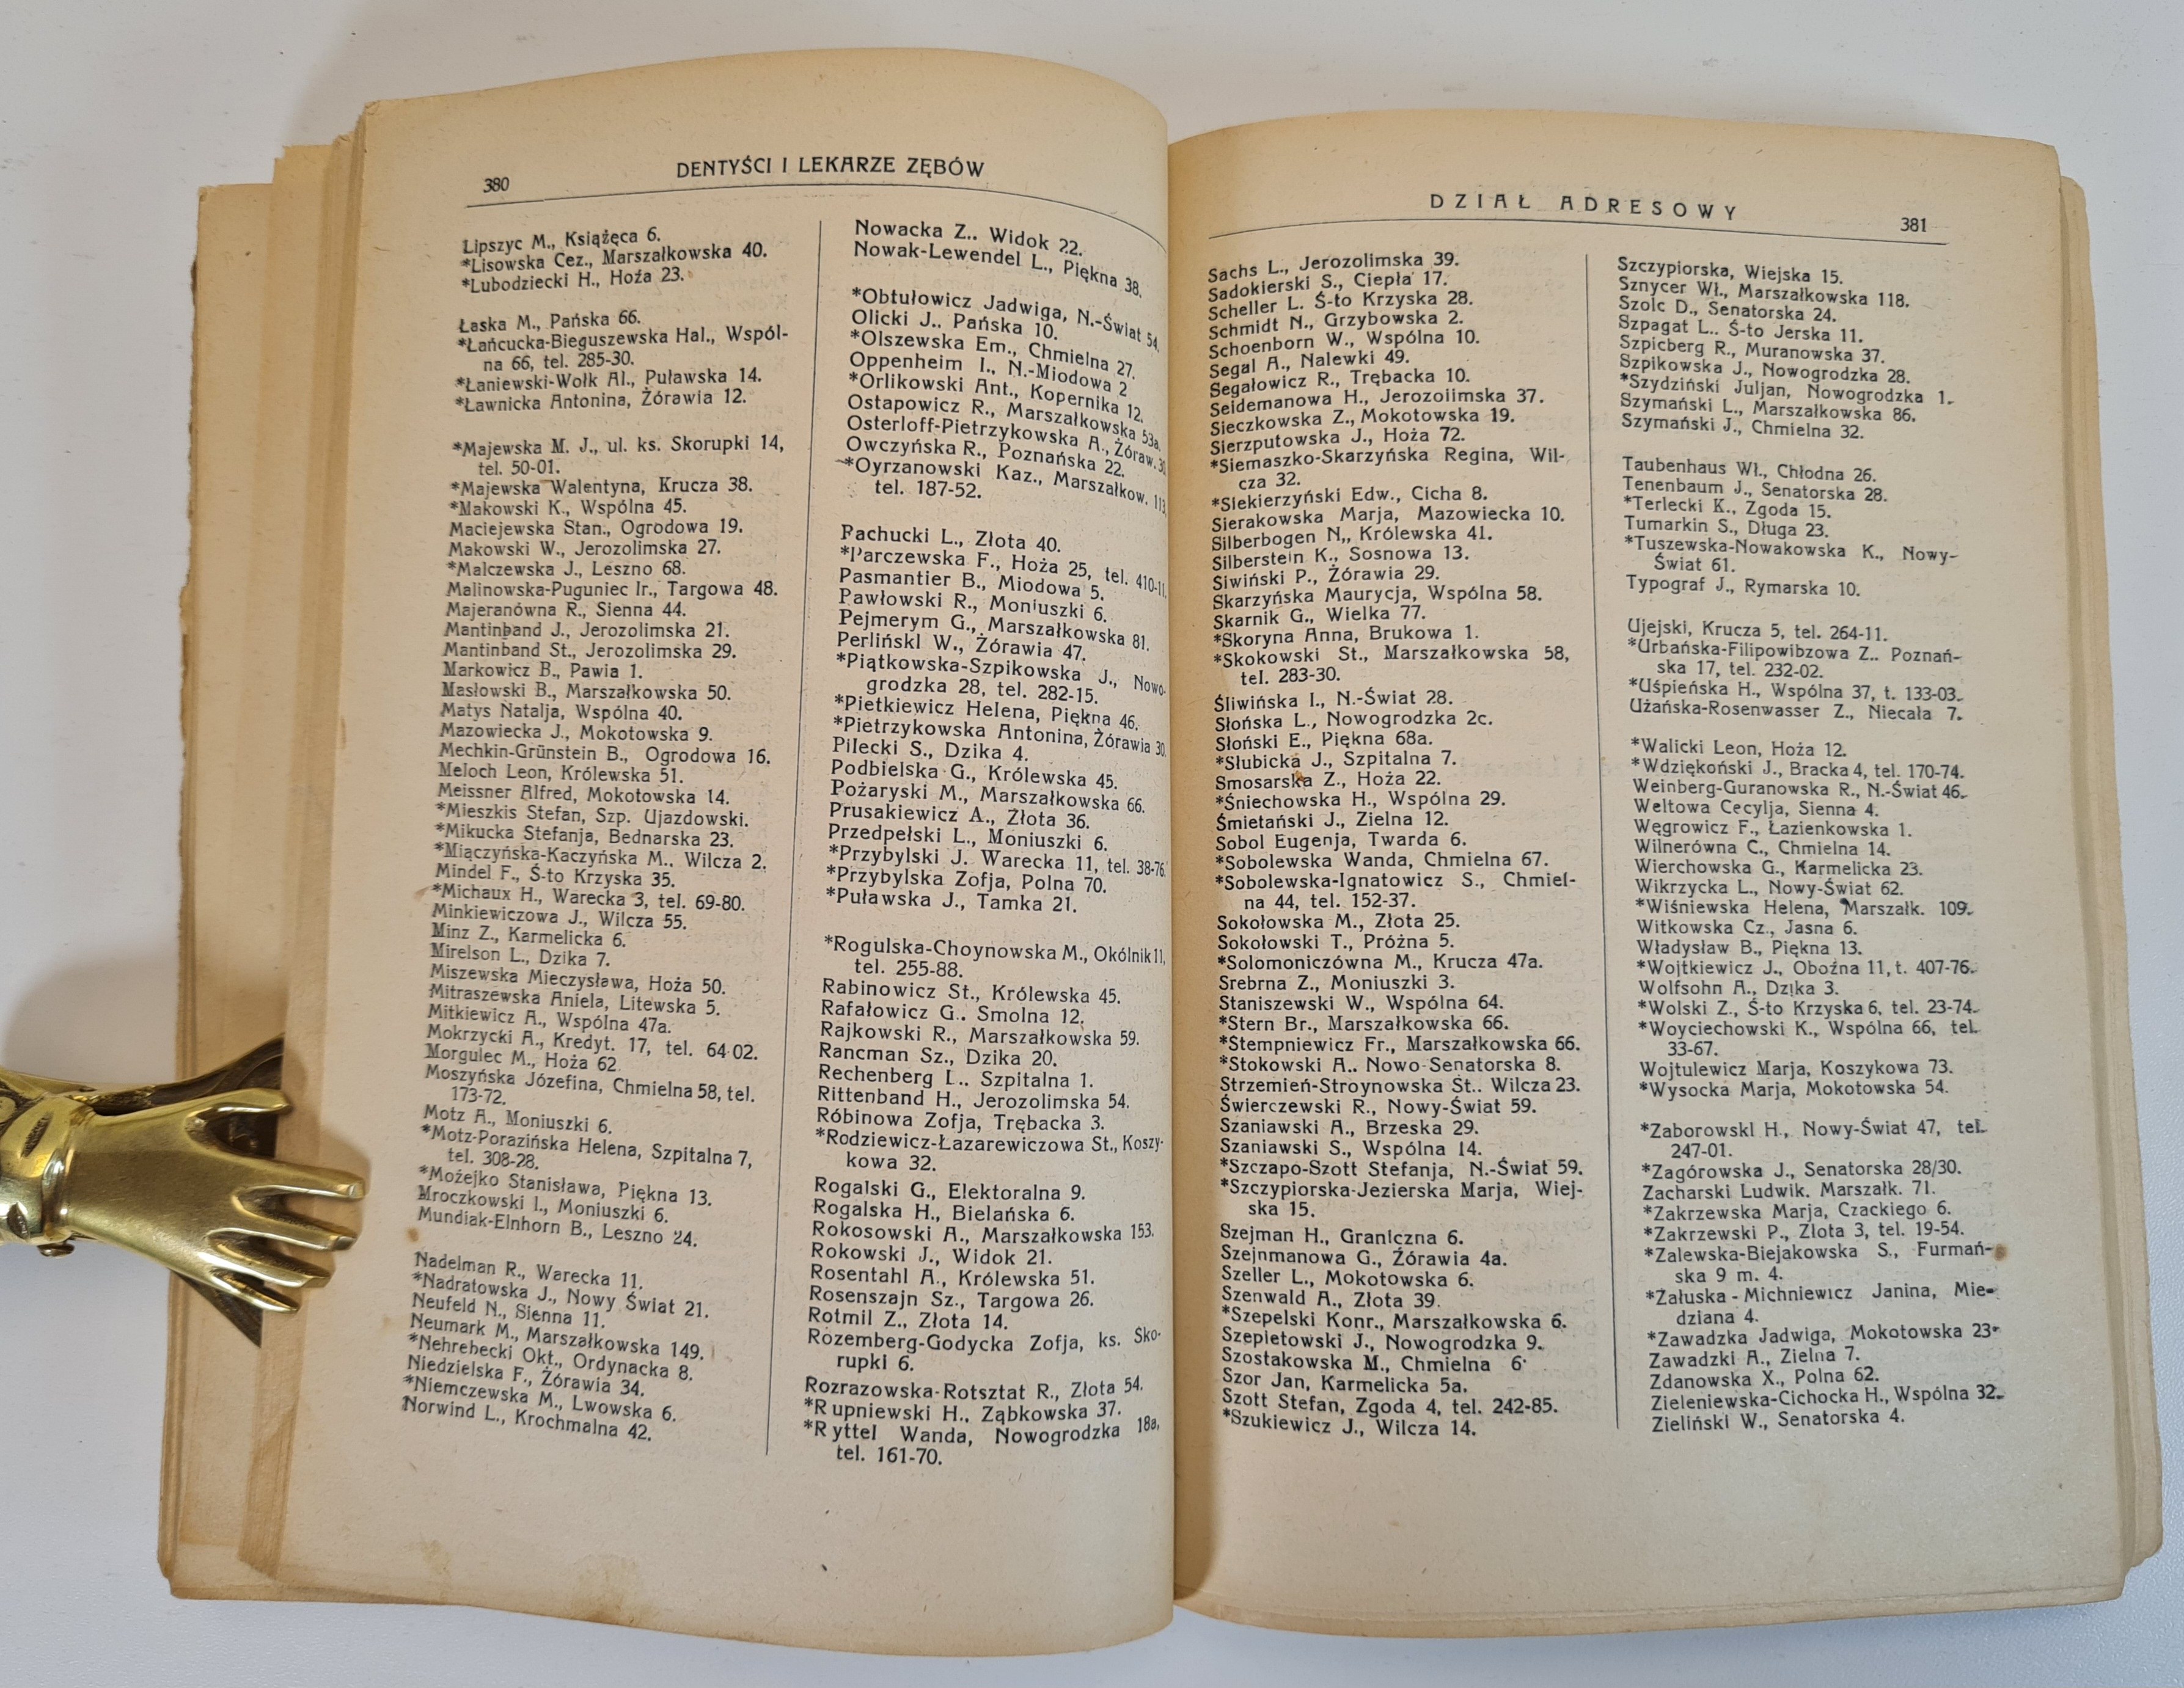 380
DENTYŚCI I LEKARZE ZĘBÓW
Lipszyc M., Książęca 6.
*Lisowska Cez., Marszałkowska 40.
*Lubodziecki H., Hoża 23.
Łaska M., Pańska 66.
*Łańcucka-Bieguszewska Hal., Wspól-
na 66, tel. 285-30.
*Łaniewski-Wołk Al., Puławska 14.
*Ławnicka Antonina, Żórawia 12.
*Majewska M. J., ul. ks. Skorupki 14,
tel. 50-01.
*Majewska Walentyna, Krucza 38.
*Makowski K., Wspólna 45.
Maciejewska Stan., Ogrodowa 19.
Makowski W., Jerozolimska 27.
*Malczewska J., Leszno 68.
Malinowska-Puguniec Ir., Targowa 48.
Majeranówna R., Sienna 44.
Mantinband J., Jerozolimska 21.
Mantinband St., Jerozolimska 29.
Markowicz B., Pawia 1.
Masłowski B., Marszałkowska 50.
Matys Natalja, Wspólna 40.
Mazowiecka J., Mokotowska 9.
Mechkin-Grünstein B., Ogrodowa 16.
Meloch Leon, Królewska 51.
Meissner Alfred, Mokotowska 14.
*Mieszkis Stefan, Szp. Ujazdowski.
*Mikucka Stefanja, Bednarska 23.
*Miączyńska-Kaczyńska M., Wilcza 2.
Mindel F., Ś-to Krzyska 35.
*Michaux H., Warecka 3, tel. 69-80.
Minkiewiczowa J., Wilcza 55.
Minz Z., Karmelicka 6.
Mirelson L., Dzika 7.
Miszewska Mieczysława, Hoża 50.
Mitraszewska Aniela, Litewska 5.
Mitkiewicz A., Wspólna 47a.
Mokrzycki A., Kredyt. 17, tel. 64-02.
Morgulec M., Hoża 62
Moszyńska Józefina, Chmielna 58, tel.
173-72.
Motz A., Moniuszki 6.
*Motz-Porazińska Helena, Szpitalna 7,
tel. 308-28.
*Możejko Stanisława, Piękna 13.
Mroczkowski I., Moniuszki 6.
Mundiak-Einhorn B., Leszno 24.
Nadelman R., Warecka 11.
*Nadratowska J., Nowy Świat 21.
Neufeld N., Sienna 11.
Neumark M., Marszałkowska 149.
*Nehrebecki Okt., Ordynacka 8.
Niedzielska F., Żórawia 34.
*Niemczewska M., Lwowska 6.
Norwind L., Krochmalna 42.
Nowacka Z.. Widok 22.
Nowak-Lewendel L., Piękna 38.
*Obtułowicz Jadwiga, N.-Świat 54.
Olicki J.. Pańska 10.
*Olszewska Em., Chmielna 27.
Oppenheim I., N.-Miodowa 2
*Orlikowski Ant., Kopernika 12.
Ostapowicz R., Marszałkowska 53a.
Osterloff-Pietrzykowska A., Żóraw. 30
Owczyńska R., Poznańska 22.
*Oyrzanowski Kaz., Marszałkow. 113,
tel. 187-52.
Pachucki L., Złota 40.
*Parczewska F., Hoża 25, tel. 410-11.
Pasmantier B., Miodowa 5.
Pawłowski R., Moniuszki 6.
Pejmerym G., Marszałkowska 81.
Perliński W., Żórawia 47.
*Piątkowska-Szpikowska J., Nowo-
grodzka 28, tel. 282-15.
*Pietkiewicz Helena, Piękna 46.
*Pietrzykowska Antonina, Żórawia 30.
Pilecki S., Dzika 4.
Podbielska G., Królewska 45.
Pożaryski M., Marszałkowska 66.
Prusakiewicz A., Złota 36.
Przedpełski L., Moniuszki 6.
*Przybylski J. Warecka 11, tel. 38-76.
*Przybylska Zofja, Polna 70.
*Puławska J., Tamka 21.
*Rogulska-Choynowska M., Okólnik 11,
tel. 255-88.
Rabinowicz St., Królewska 45.
Rafałowicz G.. Smolna 12.
Rajkowski R., Marszałkowska 59.
Rancman Sz., Dzika 20.
Rechenberg I.. Szpitalna 1.
Rittenband H., Jerozolimska 54.
Róbinowa Zofja, Trębacka 3.
*Rodziewicz-Łazarewiczowa St., Koszy-
kowa 32.
Rogalski G., Elektoralna 9.
Rogalska H., Bielańska 6.
Rokosowski A., Marszałkowska 153.
Rokowski J., Widok 21.
Rosentahl A., Królewska 51.
Rosenszajn Sz., Targowa 26.
Rotmil Z., Złota 14.
Rozemberg-Godycka Zofja, ks. Sko-
rupki 6.
Rozrazowska-Rotsztat R., Złota 54.
*Rupniewski H., Ząbkowska 37.
*Ryttel Wanda, Nowogrodzka 18a,
tel. 161-70.
DZIAŁ ADRESOWY
381
Sachs L., Jerozolimska 39.
Sadokierski S., Ciepła 17.
Scheller L. Ś-to Krzyska 28.
Schmidt N., Grzybowska 2.
Schoenborn W., Wspólna 10.
Segal A., Nalewki 49.
Segałowicz R., Trębacka 10.
Seidemanowa H., Jerozolimska 37.
Sieczkowska Z., Mokotowska 19.
Sierzputowska J., Hoża 72.
*Siemaszko-Skarzyńska Regina, Wil-
cza 32.
*Siekierzyński Edw., Cicha 8.
Sierakowska Marja, Mazowiecka 10.
Silberbogen N,, Królewska 41.
Silberstein K., Sosnowa 13.
Siwiński P., Żórawia 29.
Skarzyńska Maurycja, Wspólna 58.
Skarnik G., Wielka 77.
*Skoryna Anna, Brukowa 1.
*Skokowski St., Marszałkowska 58,
tel. 283-30.
Śliwińska I., N.-Świat 28.
Słońska L., Nowogrodzka 2c.
Słoński E., Piękna 68a.
*Słubicka J., Szpitalna 7.
Smosarska Z., Hoża 22.
*Śniechowska H., Wspólna 29.
Śmietański J., Zielna 12.
Sobol Eugenja, Twarda 6.
*Sobolewska Wanda, Chmielna 67.
*Sobolewska-Ignatowicz S., Chmiel-
na 44, tel. 152-37.
Sokołowska M., Złota 25.
Sokołowski T., Próżna 5.
*Solomoniczówna M., Krucza 47a.
Srebrna Z., Moniuszki 3.
Staniszewski W., Wspólna 64.
*Stern Br., Marszałkowska 66.
*Stempniewicz Fr., Marszałkowska 66.
*Stokowski A.. Nowo-Senatorska 8.
Strzemień-Stroynowska St.. Wilcza 23.
Świerczewski R., Nowy-Świat 59.
Szaniawski A., Brzeska 29.
Szaniawski S., Wspólna 14.
*Szczapo-Szott Stefanja, N.-Świat 59.
*Szczypiorska-Jezierska Marja, Wiej-
ska 15.
Szejman H., Graniczna 6.
Szejnmanowa G., Żórawia 4a.
Szeller L., Mokotowska 6.
Szenwald A., Złota 39.
*Szepelski Konr., Marszałkowska 6.
Szepietowski J., Nowogrodzka 9.
Szostakowska M., Chmielna 6.
Szor Jan, Karmelicka 5a.
Szott Stefan, Zgoda 4, tel. 242-85.
*Szukiewicz J., Wilcza 14.
Szczypiorska, Wiejska 15.
Sznycer Wł., Marszałkowska 118.
Szolc D., Senatorska 24.
Szpagat L.. Ś-to Jerska 11.
Szpicberg R., Muranowska 37.
Szpikowska J., Nowogrodzka 28.
*Szydziński Juljan, Nowogrodzka 1.
Szymański L., Marszałkowska 86.
Szymański J., Chmielna 32.
Taubenhaus Wł., Chłodna 26.
Tenenbaum J., Senatorska 28.
*Terlecki K., Zgoda 15.
Tumarkin S., Długa 23.
*Tuszewska-Nowakowska K., Nowy-
Świat 61.
Typograf J., Rymarska 10.
Ujejski, Krucza 5, tel. 264-11.
*Urbańska-Filipowibzowa Z.. Poznań-
ska 17, tel. 232-02.
*Uśpieńska H., Wspólna 37, t. 133-03.
Użańska-Rosenwasser Z., Niecała 7.
*Walicki Leon, Hoża 12.
*Wdziękoński J., Bracka 4, tel. 170-74.
Weinberg-Guranowska R., N.-Świat 46.
Weltowa Cecylja, Sienna 4.
Węgrowicz F., Łazienkowska 1.
Wilnerówna C., Chmielna 14.
Wierchowska G., Karmelicka 23.
Wikrzycka L., Nowy-Świat 62.
*Wiśniewska Helena, Marszałk. 109.
Witkowska Cz., Jasna 6.
Władysław B., Piękna 13.
*Wojtkiewicz J., Oboźna 11, t. 407-76.
Wolfsohn A., Dzika 3.
*Wolski Z., Ś-to Krzyska 6, tel. 23-74.
*Woyciechowski K., Wspólna 66, tel.
33-67.
Wojtulewicz Marja, Koszykowa 73.
*Wysocka Marja, Mokotowska 54.
*Zaborowski H., Nowy-Świat 47, tel.
247-01.
*Zagórowska J., Senatorska 28/30.
Zacharski Ludwik. Marszałk. 71.
*Zakrzewska Marja, Czackiego 6.
*Zakrzewski P., Złota 3, tel. 19-54.
*Zalewska-Biejakowska S., Furmań-
ska 9 m. 4.
*Załuska-Michniewicz Janina, Mie-
dziana 4.
*Zawadzka Jadwiga, Mokotowska 23.
Zawadzki A., Zielna 7.
Zdanowska X., Polna 62.
Zieleniewska-Cichocka H., Wspólna 32.
Zieliński W., Senatorska 4.